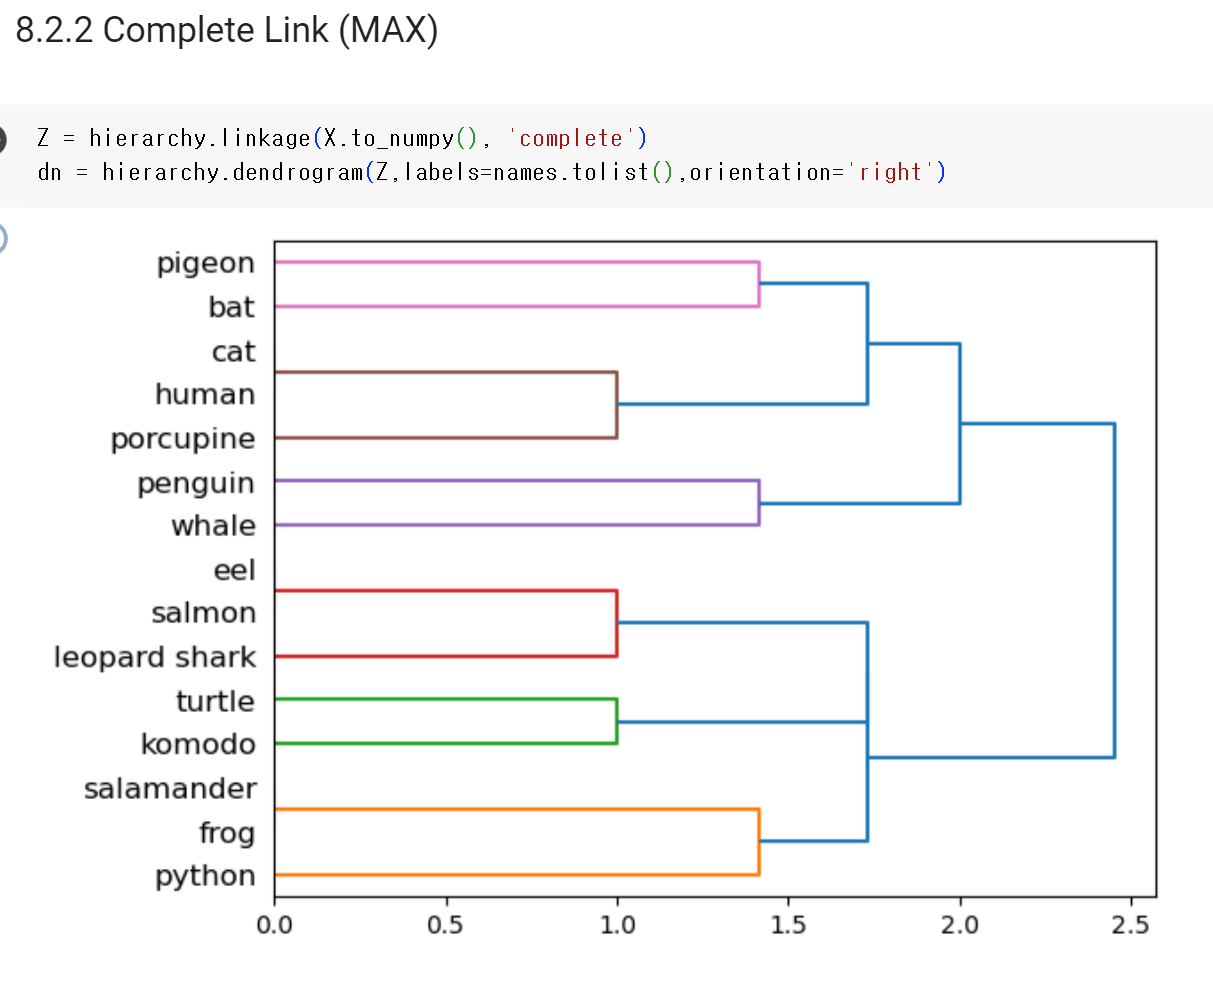 8.2.2 Complete Link (MAX)
Z = hierarchy.linkage(X.to_numpy(), 'complete')
dn = hierarchy.dendrogram(Z,labels=names.tolist(),orientation='right')
pigeon
bat
cat
human
porcupine
penguin
whale
eel
salmon
leopard shark
turtle
komodo
salamander
frog
python
0.0 0.5 1.0 1.5 2.0 2.5